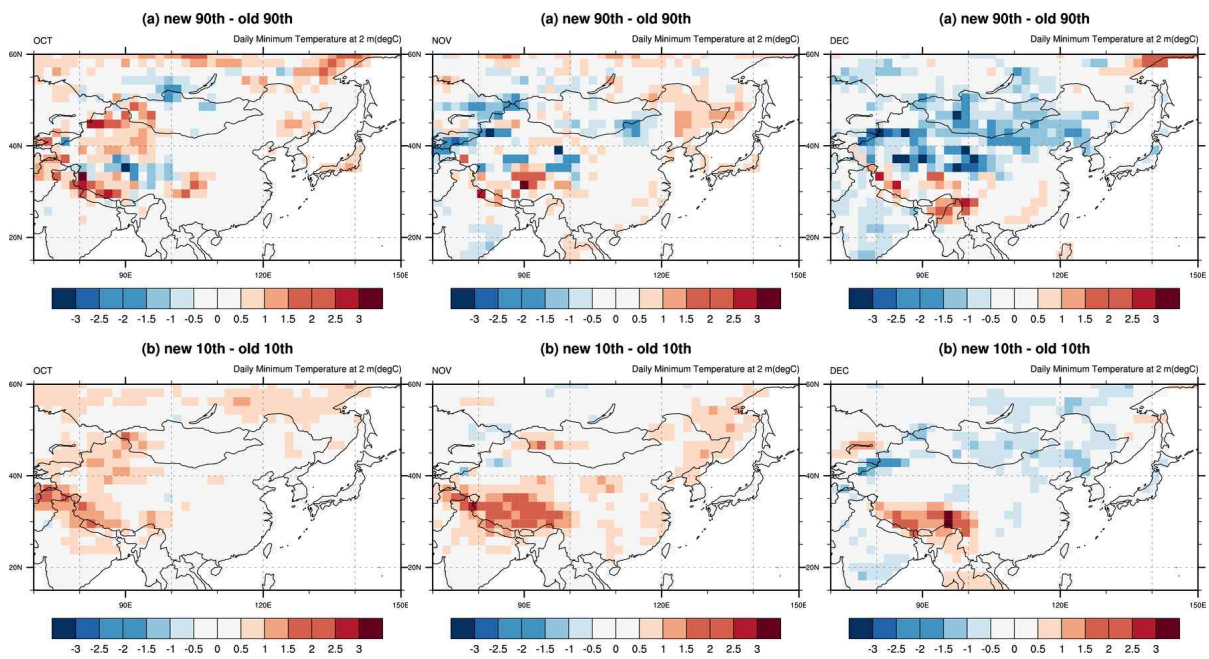 (a) new 90th - old 90th
OCT Daily Minimum Temperature at 2 m(degC)
60N
40N
20N
90E 120E 150E
-3 -2.5 -2 -1.5 -1 -0.5 0 0.5 1 1.5 2 2.5 3
(a) new 90th - old 90th
NOV Daily Minimum Temperature at 2 m(degC)
60N
40N
20N
90E 120E 150E
-3 -2.5 -2 -1.5 -1 -0.5 0 0.5 1 1.5 2 2.5 3
(a) new 90th - old 90th
DEC Daily Minimum Temperature at 2 m(degC)
60N
40N
20N
90E 120E 150E
-3 -2.5 -2 -1.5 -1 -0.5 0 0.5 1 1.5 2 2.5 3
(b) new 10th - old 10th
OCT Daily Minimum Temperature at 2 m(degC)
60N
40N
20N
90E 120E 150E
-3 -2.5 -2 -1.5 -1 -0.5 0 0.5 1 1.5 2 2.5 3
(b) new 10th - old 10th
NOV Daily Minimum Temperature at 2 m(degC)
60N
40N
20N
90E 120E 150E
-3 -2.5 -2 -1.5 -1 -0.5 0 0.5 1 1.5 2 2.5 3
(b) new 10th - old 10th
DEC Daily Minimum Temperature at 2 m(degC)
60N
40N
20N
90E 120E 150E
-3 -2.5 -2 -1.5 -1 -0.5 0 0.5 1 1.5 2 2.5 3